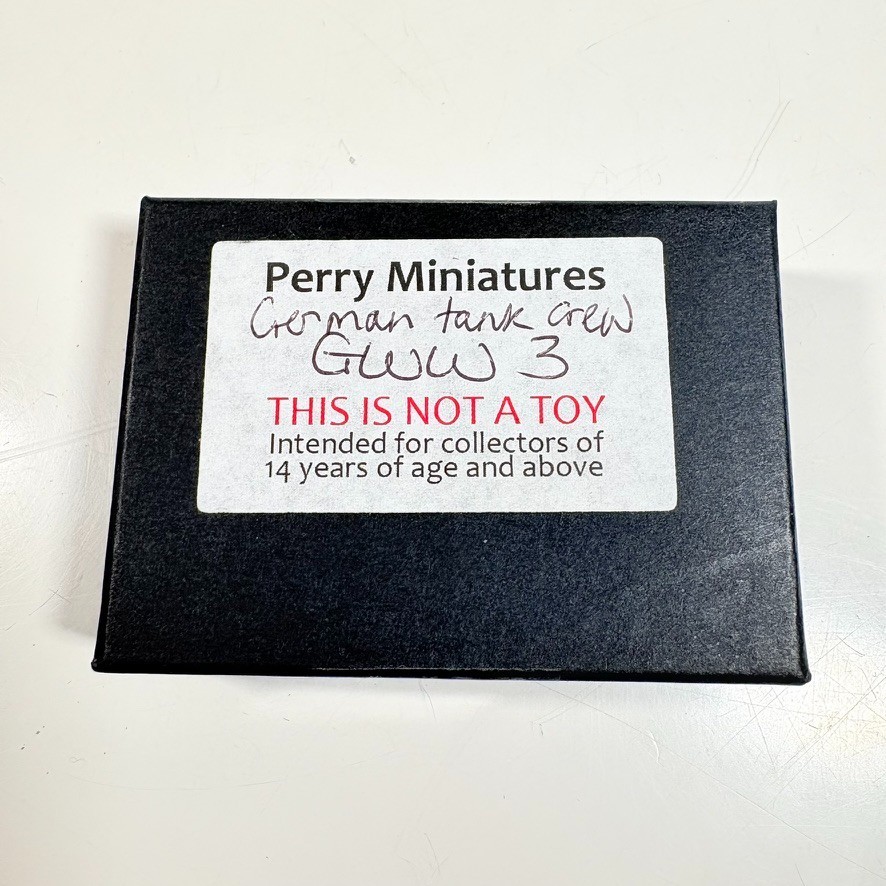 Perry Miniatures
German tank crew
GWW 3
THIS IS NOT A TOY
Intended for collectors of
14 years of age and above